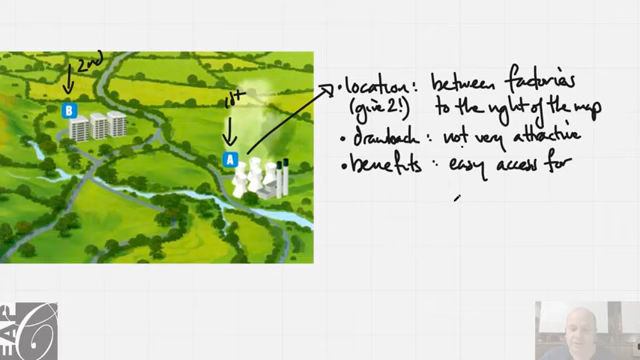 2nd
B
1st
A
• location : between factories
(give 2!) to the right of the map
• drawback : not very attractive
• benefits : easy access for
EAP